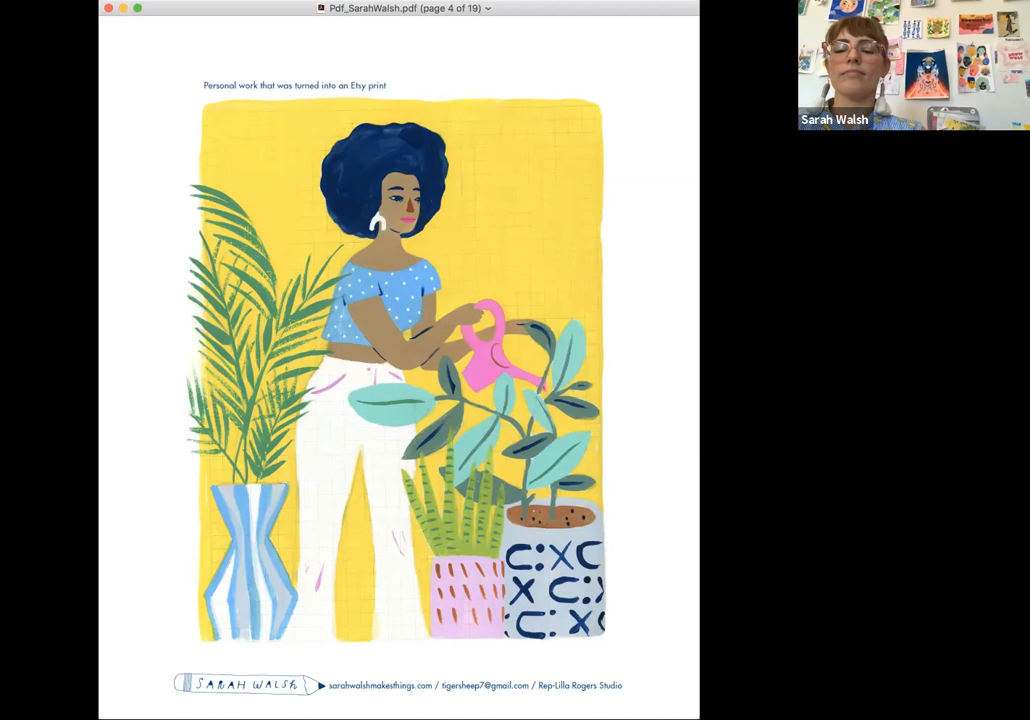 Pdf_SarahWalsh.pdf (page 4 of 19)
Sarah Walsh
Personal work that was turned into an Etsy print
SARAH WALSH sarahwalshmakesthings.com / tigersheep7@gmail.com / Rep-Lilla Rogers Studio